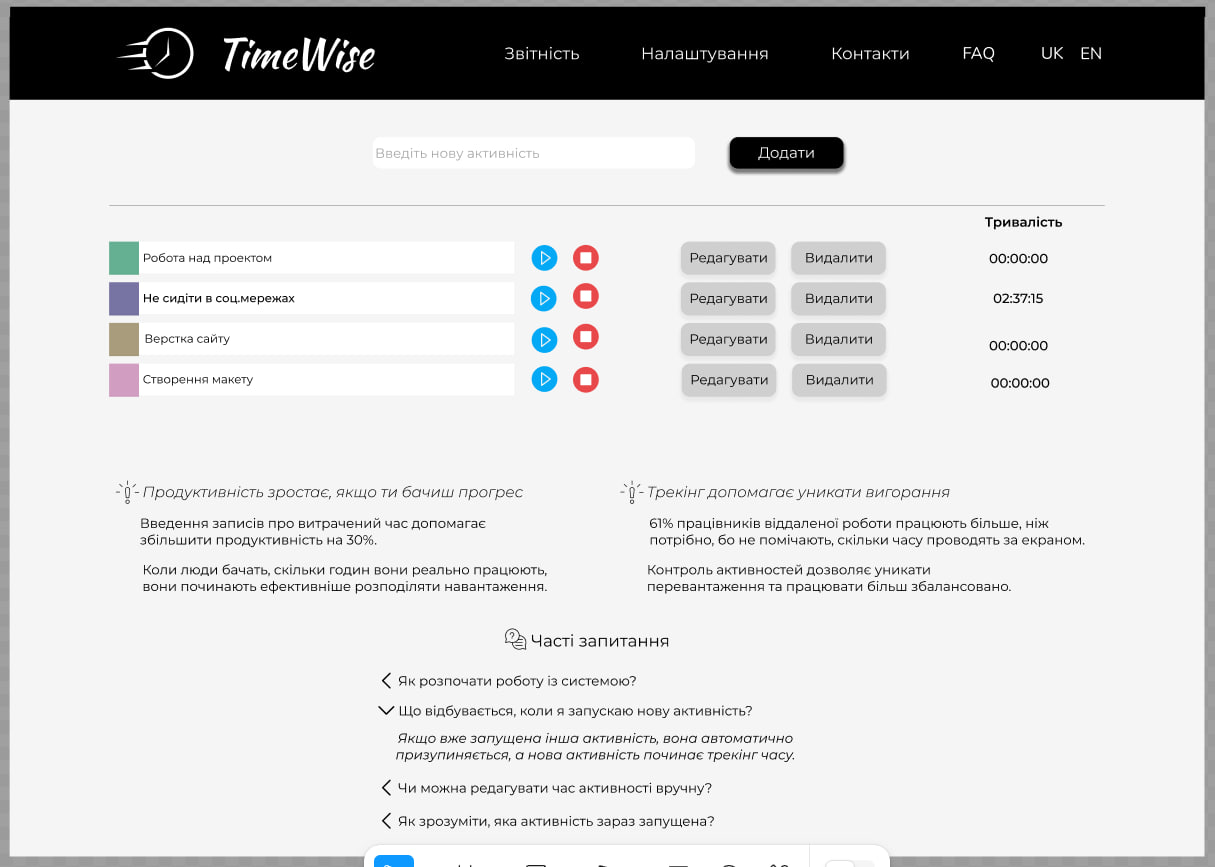 TimeWise Звітність Налаштування Контакти FAQ UK EN
Введіть нову активність Додати
Тривалість
Робота над проектом Редагувати Видалити 00:00:00
Не сидіти в соц.мережах Редагувати Видалити 02:37:15
Верстка сайту Редагувати Видалити 00:00:00
Створення макету Редагувати Видалити 00:00:00
Продуктивність зростає, якщо ти бачиш прогрес
Введення записів про витрачений час допомагає
збільшити продуктивність на 30%.
Коли люди бачать, скільки годин вони реально працюють,
вони починають ефективніше розподіляти навантаження.
Трекінг допомагає уникати вигорання
61% працівників віддаленої роботи працюють більше, ніж
потрібно, бо не помічають, скільки часу проводять за екраном.
Контроль активностей дозволяє уникати
перевантаження та працювати більш збалансовано.
Часті запитання
Як розпочати роботу із системою?
Що відбувається, коли я запускаю нову активність?
Якщо вже запущена інша активність, вона автоматично
призупиняється, а нова активність починає трекінг часу.
Чи можна редагувати час активності вручну?
Як зрозуміти, яка активність зараз запущена?